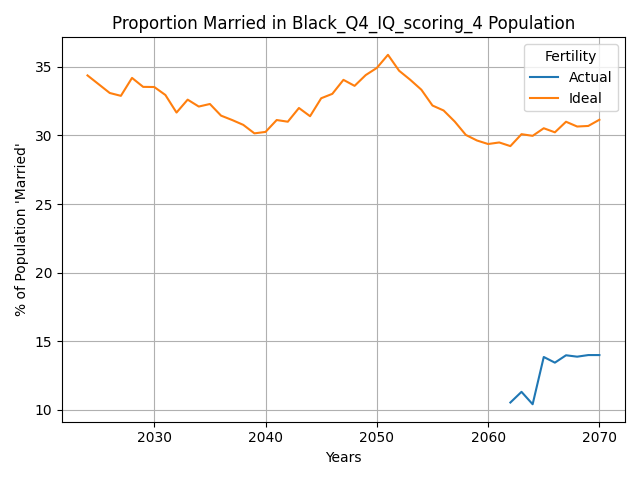 Proportion Married in Black_Q4_IQ_scoring_4 Population
Fertility
Actual
Ideal
% of Population 'Married'
35
30
25
20
15
10
2030 2040 2050 2060 2070
Years